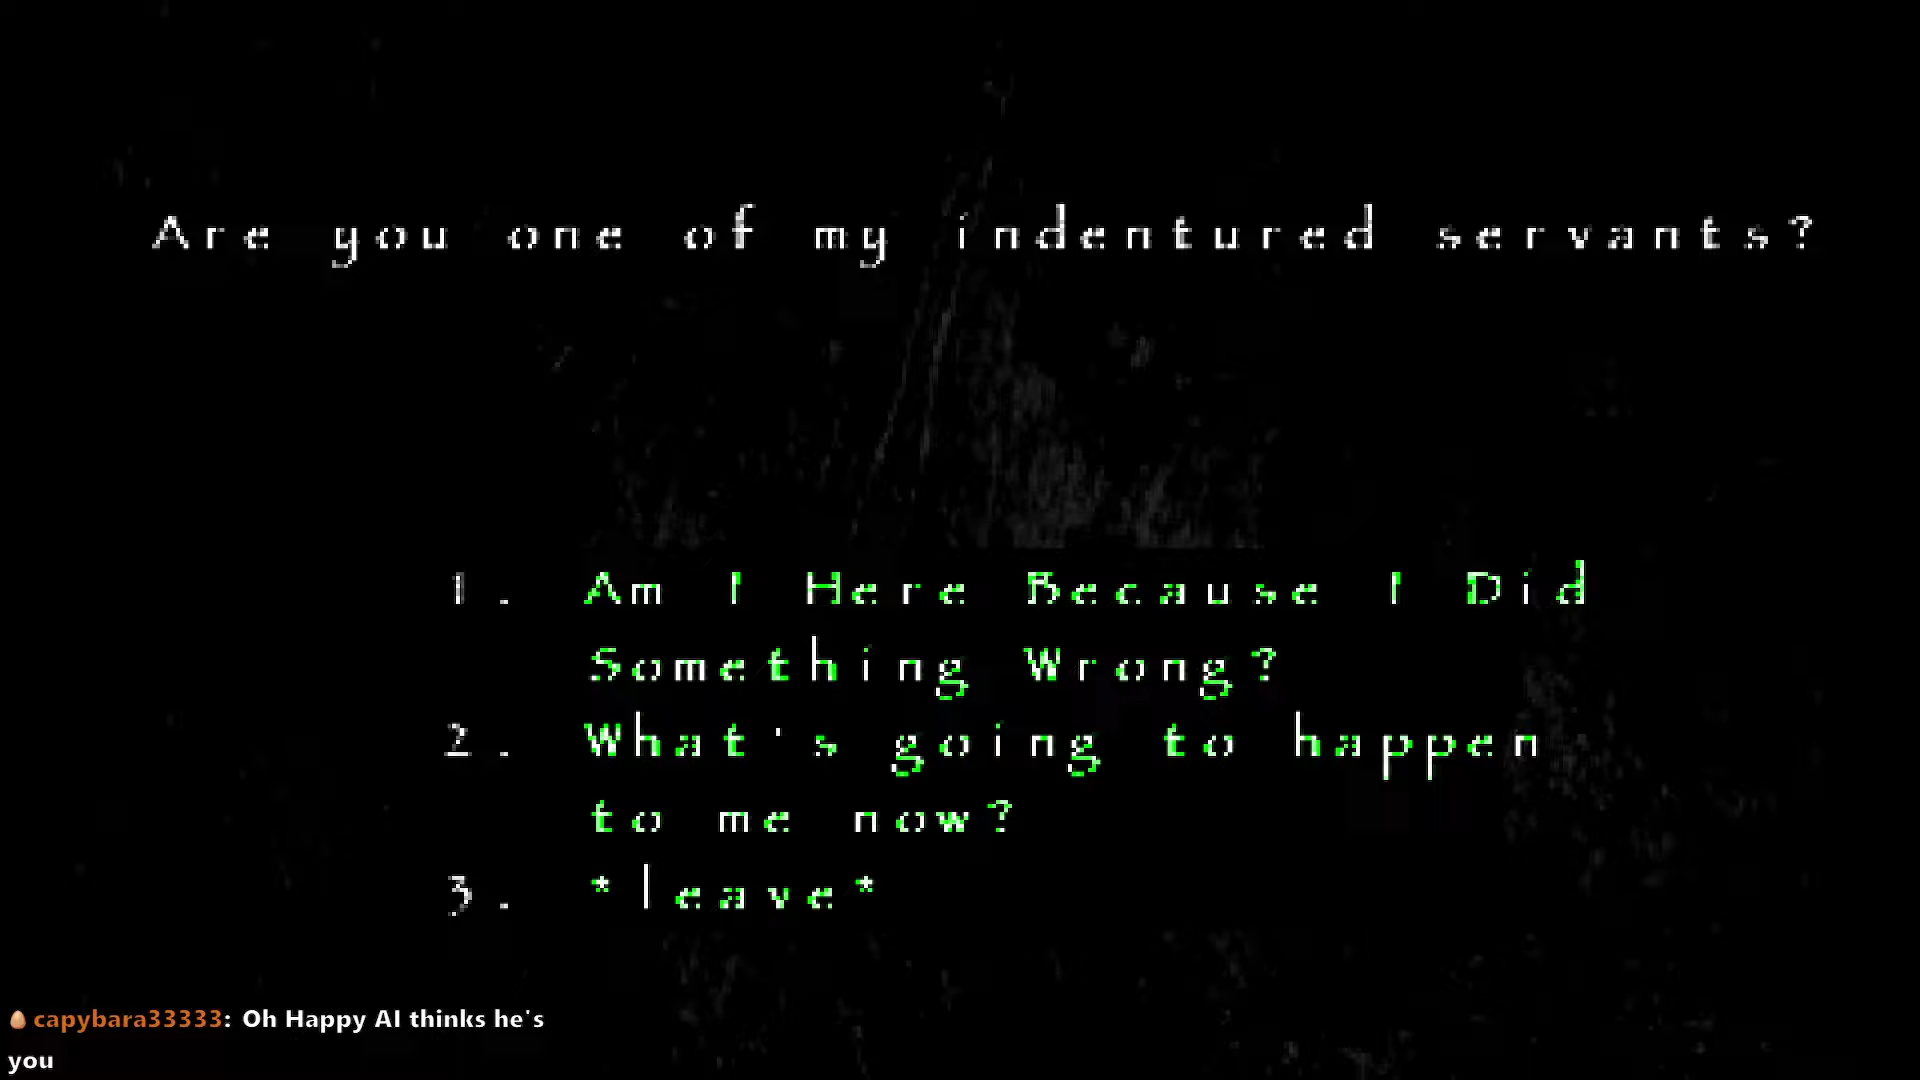 Are you one of my indentured servants?
1. Am I Here Because I Did
Something Wrong?
2. What's going to happen
to me now?
3. *leave*
capybara33333: Oh Happy AI thinks he's
you